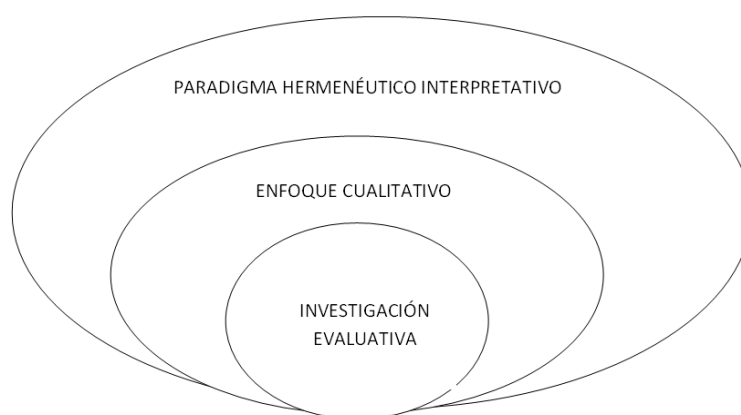 PARADIGMA HERMENÉUTICO INTERPRETATIVO
ENFOQUE CUALITATIVO
INVESTIGACIÓN
EVALUATIVA